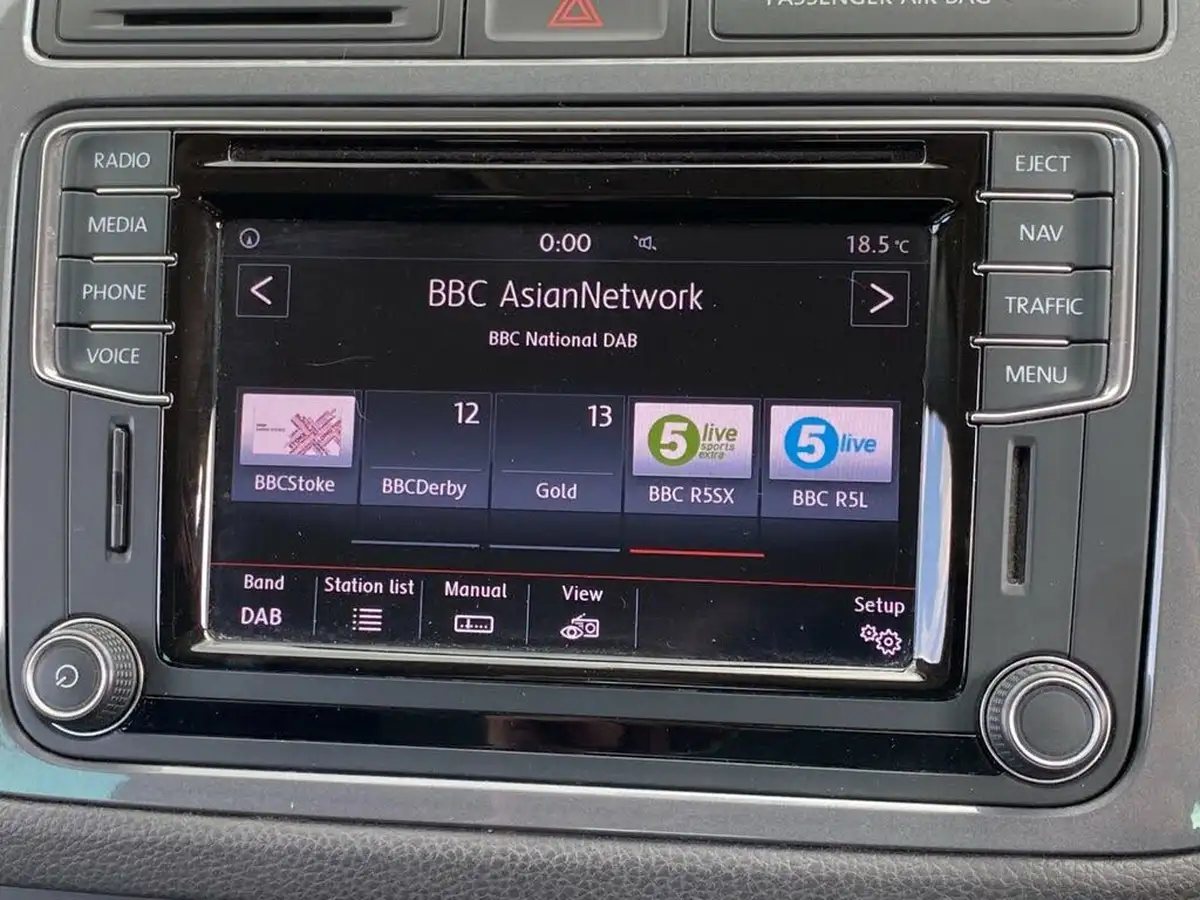 PASSENGER AIR BAG
RADIO
MEDIA
PHONE
VOICE
EJECT
NAV
TRAFFIC
MENU
0:00
18.5°C
<
BBC AsianNetwork
>
BBC National DAB
BBCStoke
12
BBCDerby
13
Gold
5 live
sports
extra
BBC R5SX
5 live
BBC R5L
Band
DAB
Station list
Manual
View
Setup